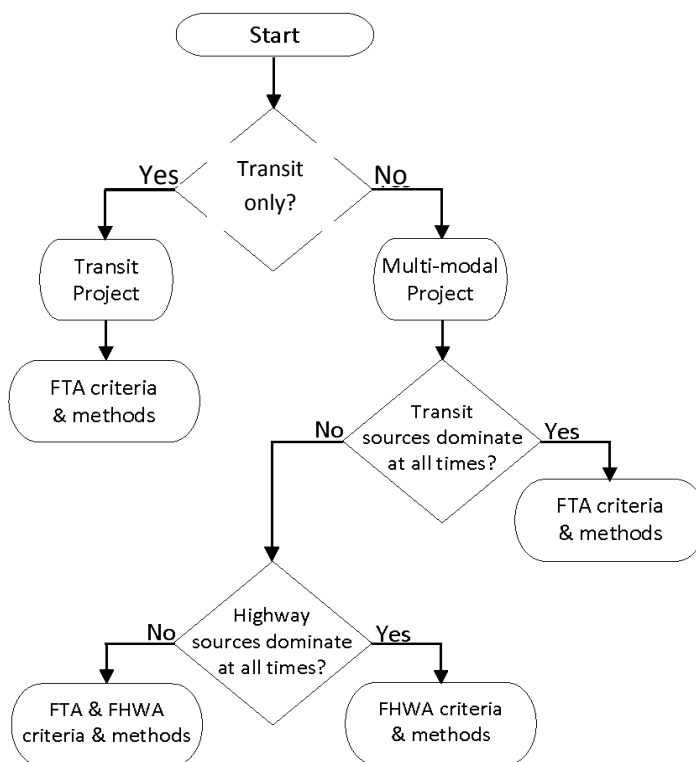 Start
Transit
only?
Yes
No
Transit
Project
Multi-modal
Project
FTA criteria
& methods
Transit
sources dominate
at all times?
No
Yes
FTA criteria
& methods
Highway
sources dominate
at all times?
No
Yes
FTA & FHWA
criteria & methods
FHWA criteria
& methods